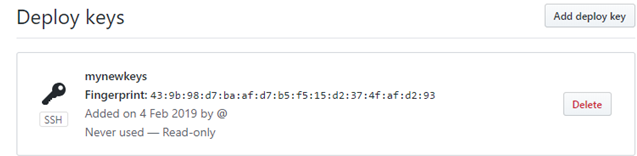 Deploy keys
Add deploy key
mynewkeys
Fingerprint: 43:9b:98:d7:ba:af:d7:b5:f5:15:d2:37:4f:af:d2:93
Added on 4 Feb 2019 by @
Never used — Read-only
SSH
Delete